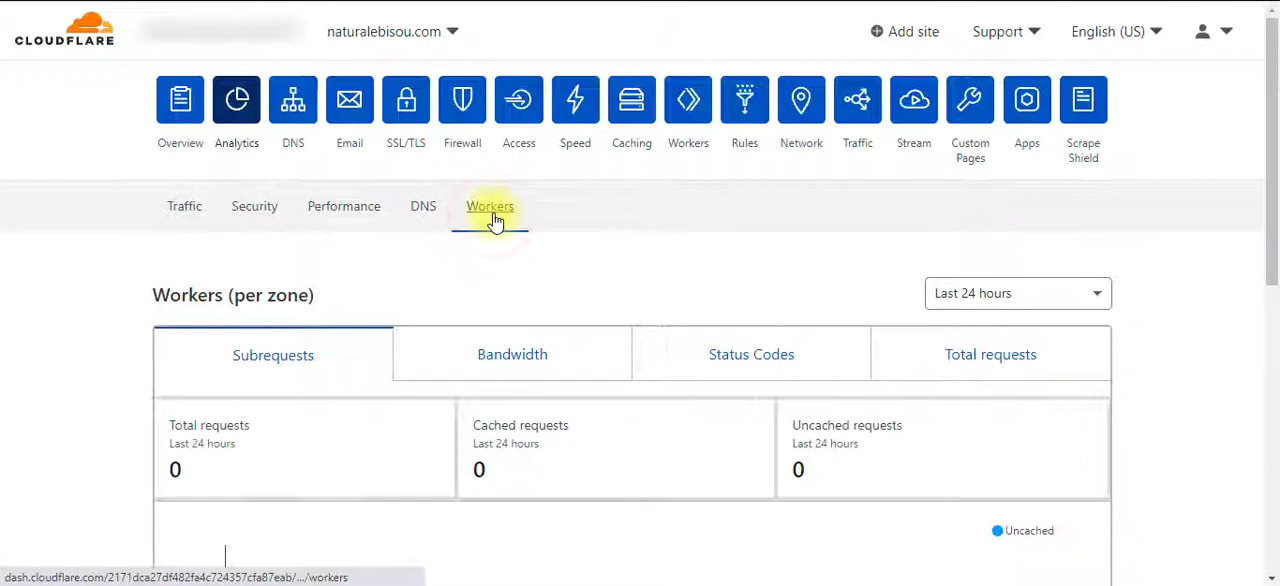 CLOUDFLARE
naturalebisou.com
Add site
Support
English (US)
Overview
Analytics
DNS
Email
SSL/TLS
Firewall
Access
Speed
Caching
Workers
Rules
Network
Traffic
Stream
Custom
Pages
Apps
Scrape
Shield
Traffic
Security
Performance
DNS
Workers
Workers (per zone)
Last 24 hours
Subrequests
Bandwidth
Status Codes
Total requests
Total requests
Last 24 hours
0
Cached requests
Last 24 hours
0
Uncached requests
Last 24 hours
0
Uncached
dash.cloudflare.com/2171dca27df482fa4c724357cfa87eab/.../workers